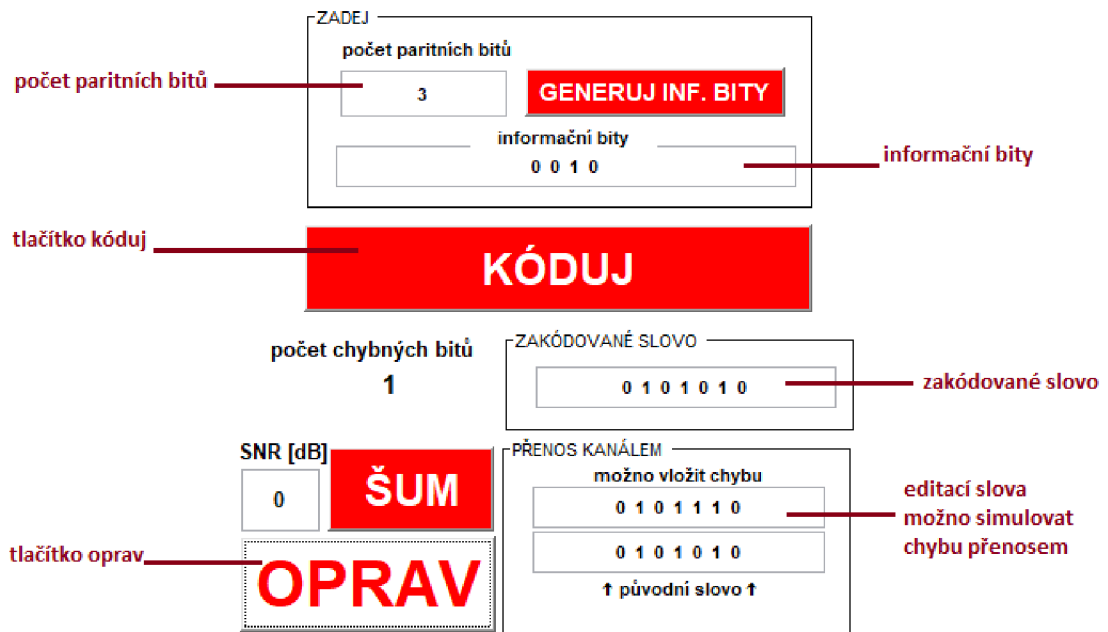 ZADEJ
počet paritních bitů
počet paritních bitů
3
GENERUJ INF. BITY
informační bity
0 0 1 0
informační bity
tlačítko kóduj
KÓDUJ
počet chybných bitů
1
ZAKÓDOVANÉ SLOVO
0 1 0 1 0 1 0
zakódované slovo
SNR [dB]
0
ŠUM
PŘENOS KANÁLEM
možno vložit chybu
0 1 0 1 1 1 0
editací slova
možno simulovat
chybu přenosem
tlačítko oprav
OPRAV
0 1 0 1 0 1 0
↑ původní slovo ↑